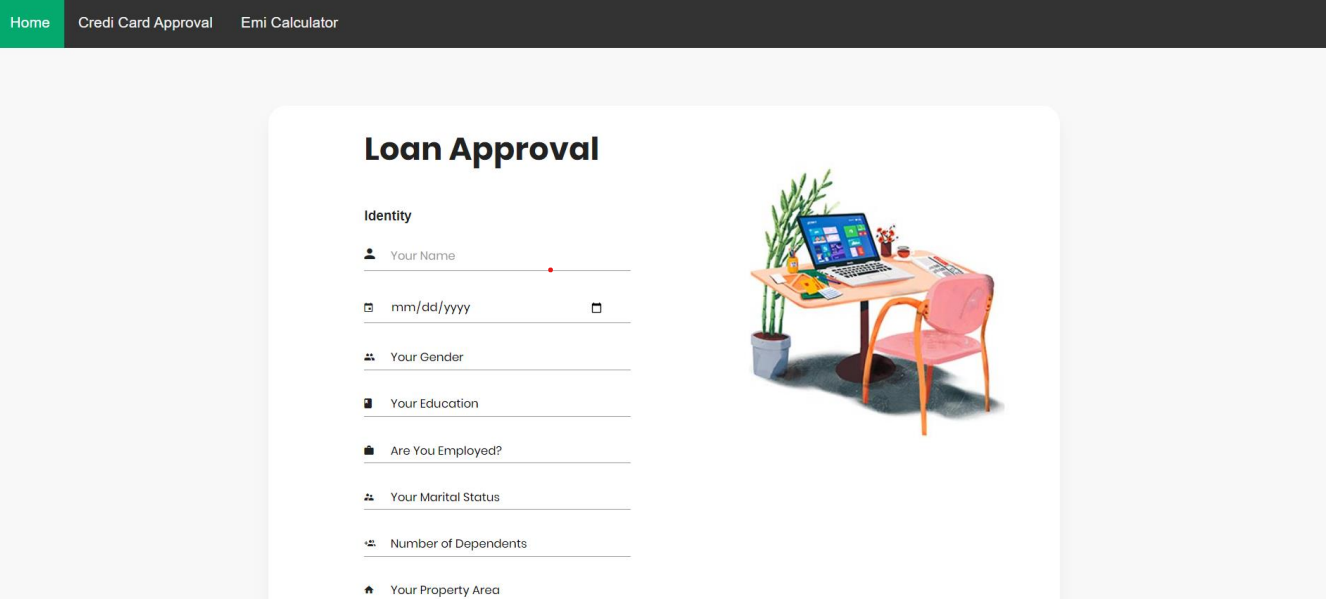 Home Credi Card Approval Emi Calculator
Loan Approval
Identity
Your Name
mm/dd/yyyy
Your Gender
Your Education
Are You Employed?
Your Marital Status
Number of Dependents
Your Property Area